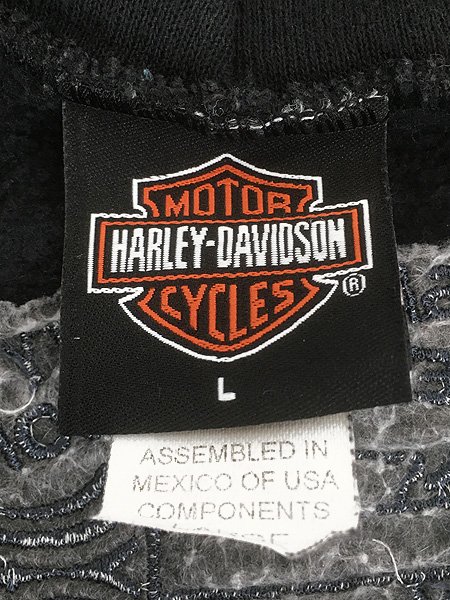 MOTOR
HARLEY-DAVIDSON
CYCLES
®
L
ASSEMBLED IN
MEXICO OF USA
COMPONENTS